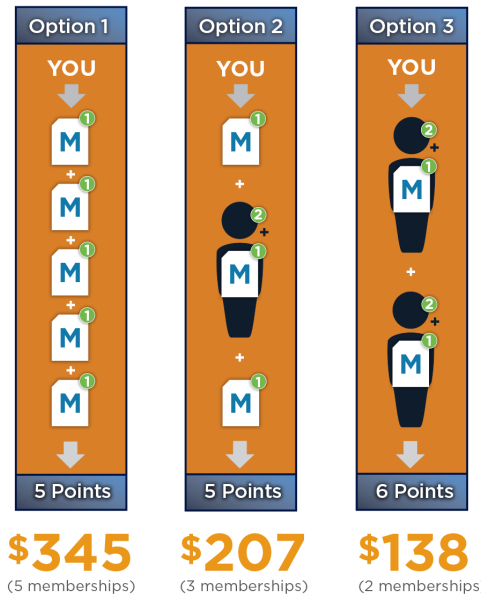 Option 1
YOU
1
M
+
1
M
+
1
M
+
1
M
+
1
M
5 Points
$345
(5 memberships)
Option 2
YOU
1
M
+
2
+
1
M
+
1
M
5 Points
$207
(3 memberships)
Option 3
YOU
2
+
1
M
+
2
+
1
M
6 Points
$138
(2 memberships